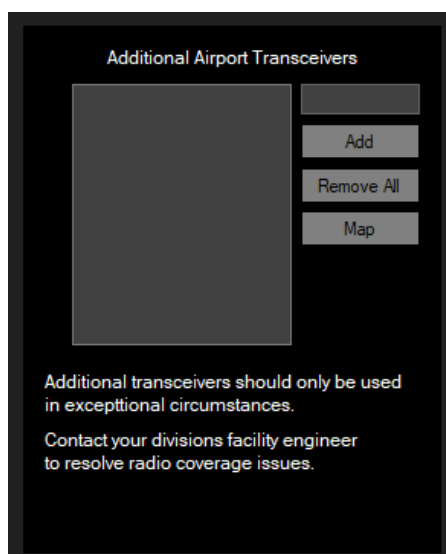 Additional Airport Transceivers
Add
Remove All
Map
Additional transceivers should only be used
in excepttional circumstances.
Contact your divisions facility engineer
to resolve radio coverage issues.